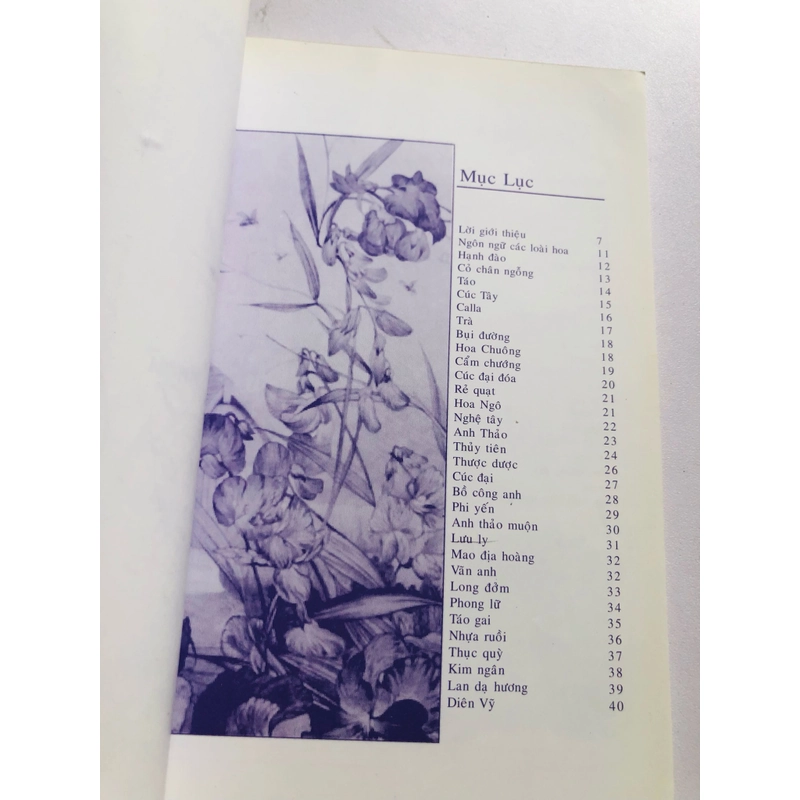 Mục Lục
Lời giới thiệu 7
Ngôn ngữ các loài hoa 11
Hạnh đào 12
Cỏ chân ngỗng 13
Táo 14
Cúc Tây 15
Calla 16
Trà 17
Bụi đường 18
Hoa Chuông 18
Cẩm chướng 19
Cúc đại đóa 20
Rẻ quạt 21
Hoa Ngô 21
Nghệ tây 22
Anh Thảo 23
Thủy tiên 24
Thược dược 26
Cúc đại 27
Bồ công anh 28
Phi yến 29
Anh thảo muộn 30
Lưu ly 31
Mao địa hoàng 32
Văn anh 32
Long đởm 33
Phong lữ 34
Táo gai 35
Nhựa ruồi 36
Thục quỳ 37
Kim ngân 38
Lan dạ hương 39
Diên Vỹ 40